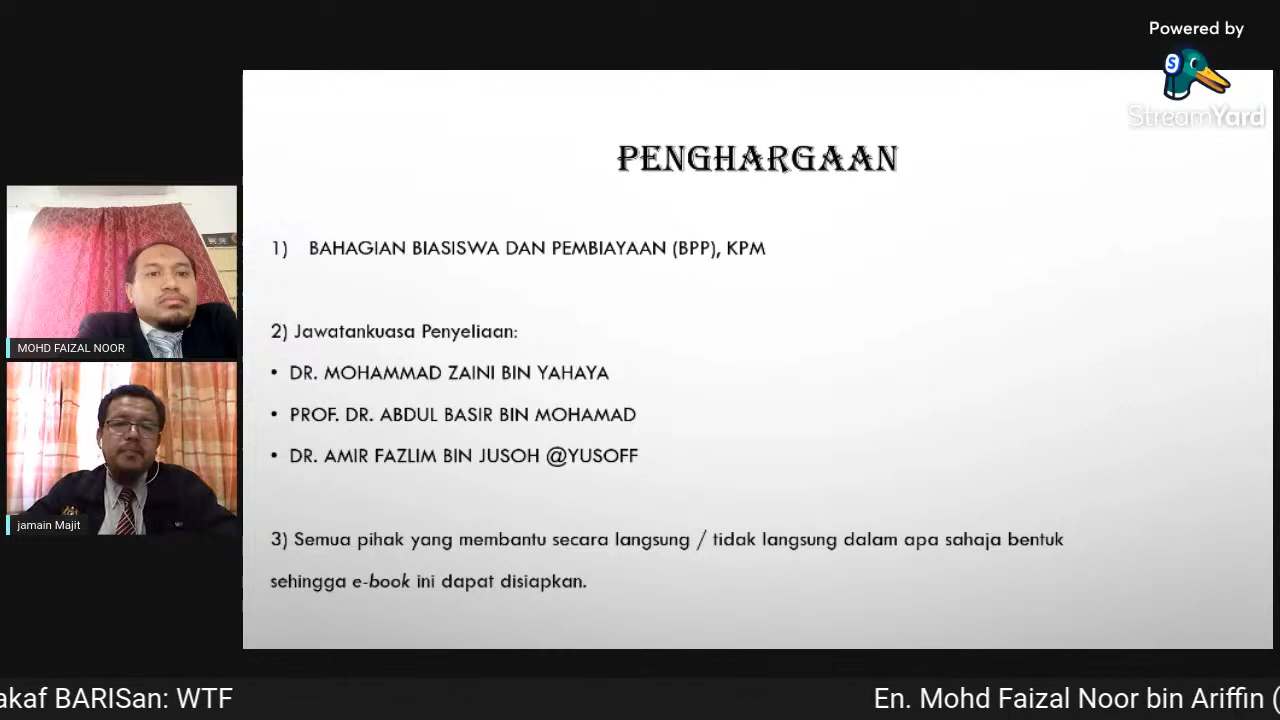 Powered by
StreamYard
PENGHARGAAN
1) BAHAGIAN BIASISWA DAN PEMBIAYAAN (BPP), KPM
2) Jawatankuasa Penyeliaan:
• DR. MOHAMMAD ZAINI BIN YAHAYA
• PROF. DR. ABDUL BASIR BIN MOHAMAD
• DR. AMIR FAZLIM BIN JUSOH @YUSOFF
3) Semua pihak yang membantu secara langsung / tidak langsung dalam apa sahaja bentuk
sehingga e-book ini dapat disiapkan.
MOHD FAIZAL NOOR
jamain Majit
akaf BARISan: WTF
En. Mohd Faizal Noor bin Ariffin (